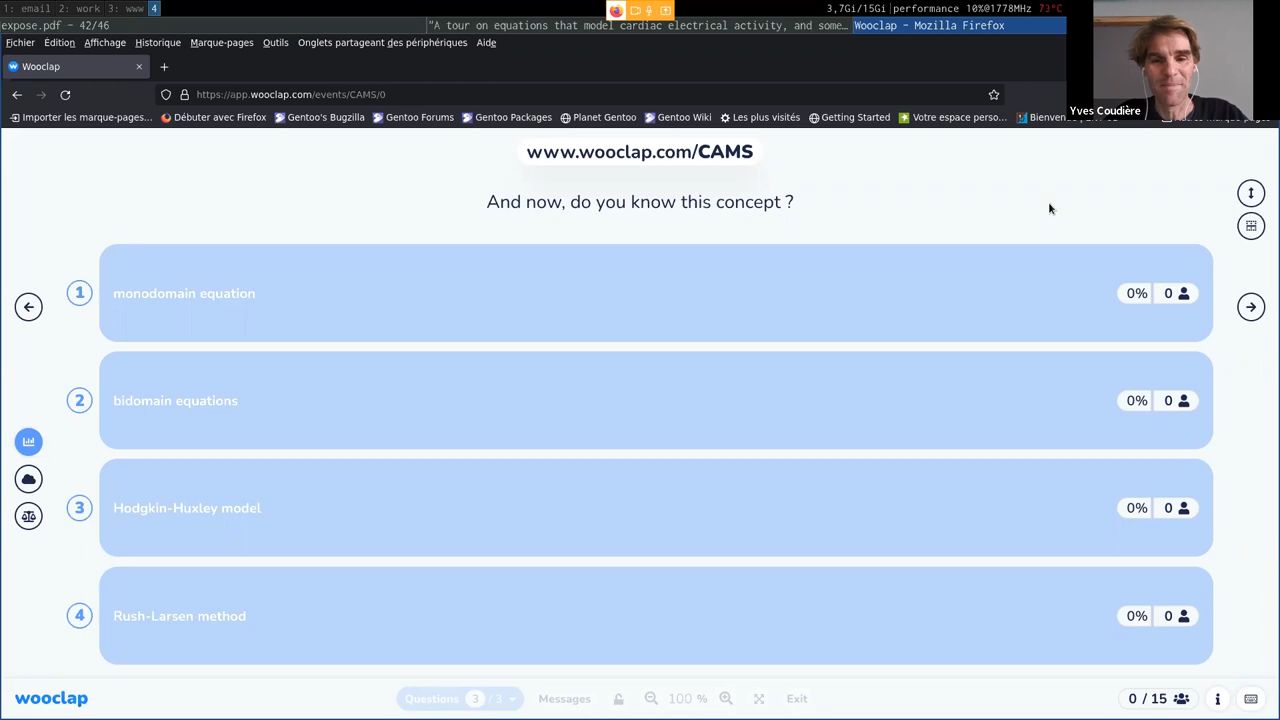 1: email 2: work 3: www 4
3,7Gi/15Gi|performance 10%@1778MHz 73°C
expose.pdf - 42/46
"A tour on equations that model cardiac electrical activity, and some…
Wooclap - Mozilla Firefox
Fichier Édition Affichage Historique Marque-pages Outils Onglets partageant des périphériques Aide
Wooclap
https://app.wooclap.com/events/CAMS/0
Importer les marque-pages… Débuter avec Firefox Gentoo's Bugzilla Gentoo Packages Planet Gentoo Gentoo Wiki Les plus visités Getting Started Votre espace perso…
Yves Coudière
www.wooclap.com/CAMS
And now, do you know this concept ?
1 monodomain equation 0% 0
2 bidomain equations 0% 0
3 Hodgkin-Huxley model 0% 0
4 Rush-Larsen method 0% 0
wooclap Questions 3 / 3 Messages 100 % Exit 0 / 15